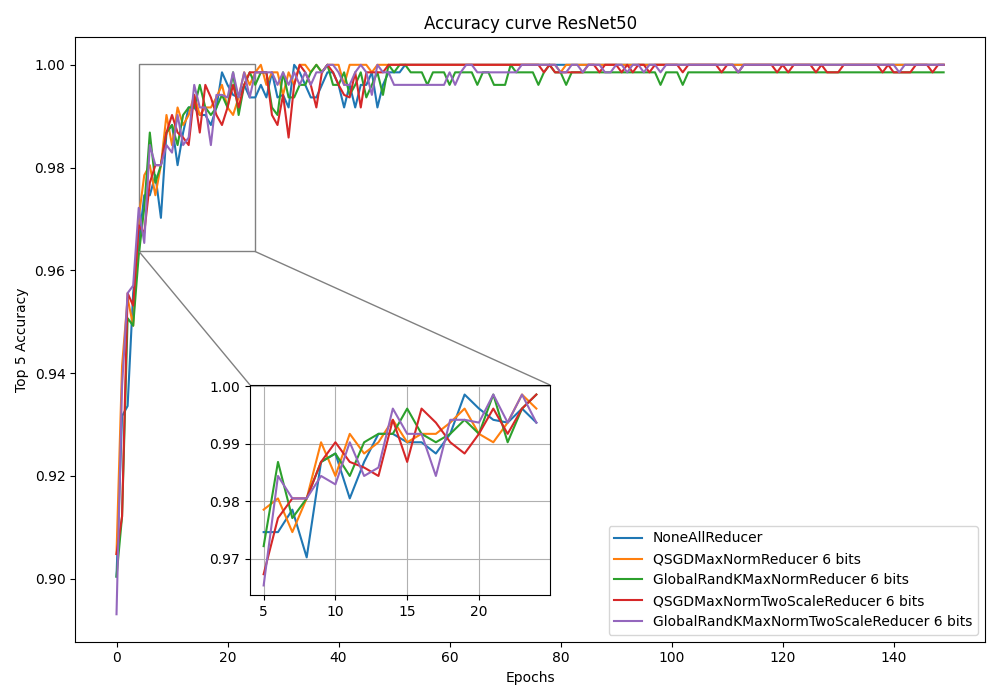 Accuracy curve ResNet50
Top 5 Accuracy
1.00
0.98
0.96
0.94
0.92
0.90
1.00
0.99
0.98
0.97
5 10 15 20
NoneAllReducer
QSGDMaxNormReducer 6 bits
GlobalRandKMaxNormReducer 6 bits
QSGDMaxNormTwoScaleReducer 6 bits
GlobalRandKMaxNormTwoScaleReducer 6 bits
0 20 40 60 80 100 120 140
Epochs